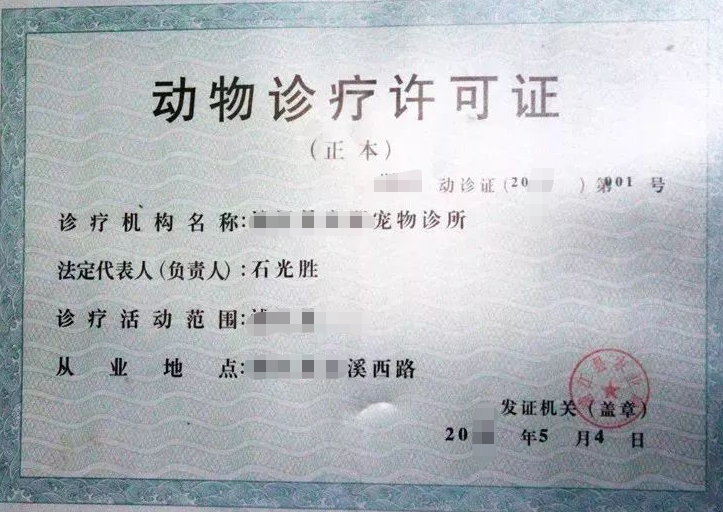 动物诊疗许可证
(正本)
动诊证(20 )第001号
诊疗机构名称: 宠物诊所
法定代表人(负责人):石光胜
诊疗活动范围:
从业地点: 溪西路
发证机关(盖章)
20 年5月4日